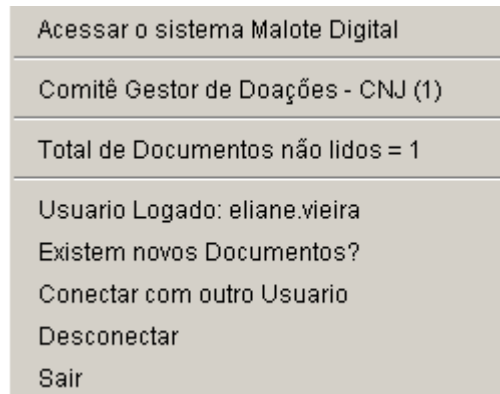 Acessar o sistema Malote Digital
Comitê Gestor de Doações - CNJ (1)
Total de Documentos não lidos = 1
Usuario Logado: eliane.vieira
Existem novos Documentos?
Conectar com outro Usuario
Desconectar
Sair